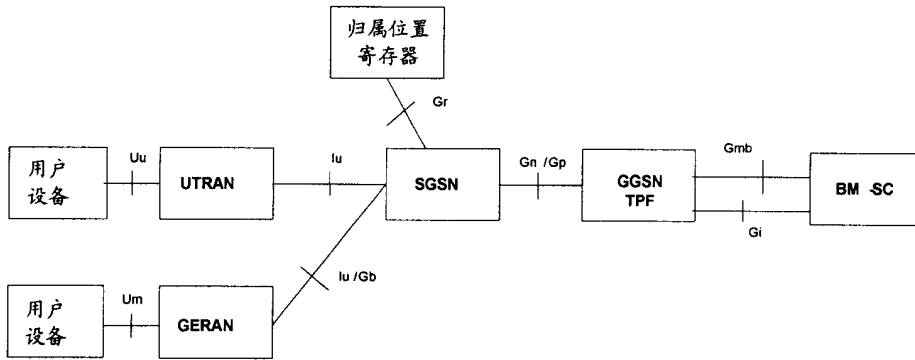 归属位置
寄存器
Gr
用户
设备
Uu
UTRAN
Iu
SGSN
Gn /Gp
GGSN
TPF
Gmb
Gi
BM -SC
Iu /Gb
用户
设备
Um
GERAN